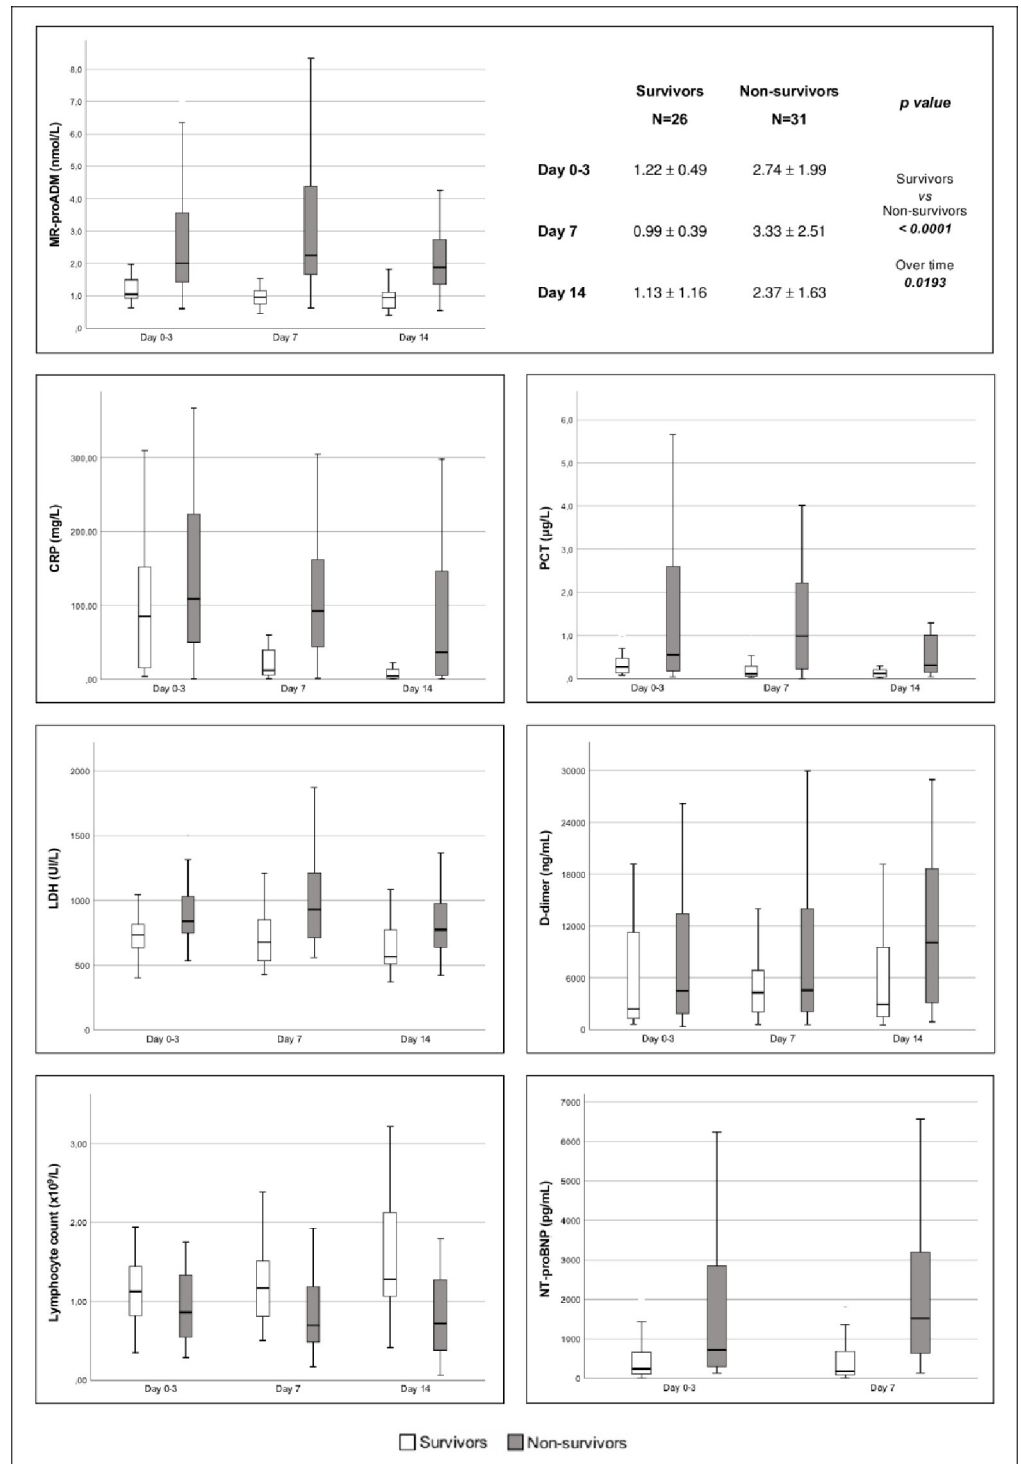 MR-proADM (nmol/L)
8,0
7,0
6,0
5,0
4,0
3,0
2,0
1,0
,0
Day 0-3 Day 7 Day 14
Survivors Non-survivors p value
N=26 N=31
Day 0-3 1.22 ± 0.49 2.74 ± 1.99
Survivors
vs
Non-survivors
< 0.0001
Day 7 0.99 ± 0.39 3.33 ± 2.51
Over time
0.0193
Day 14 1.13 ± 1.16 2.37 ± 1.63
CRP (mg/L)
300,00
200,00
100,00
,00
Day 0-3 Day 7 Day 14
PCT (µg/L)
6,0
5,0
4,0
3,0
2,0
1,0
,0
Day 0-3 Day 7 Day 14
LDH (UI/L)
2000
1500
1000
500
0
Day 0-3 Day 7 Day 14
D-dimer (ng/mL)
30000
24000
18000
12000
6000
0
Day 0-3 Day 7 Day 14
Lymphocyte count (x10⁹/L)
3,00
2,00
1,00
,00
Day 0-3 Day 7 Day 14
NT-proBNP (pg/mL)
7000
6000
5000
4000
3000
2000
1000
0
Day 0-3 Day 7
Survivors Non-survivors